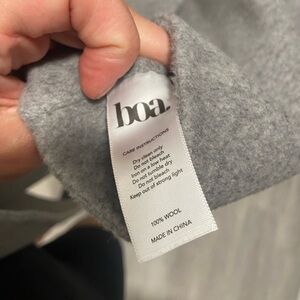 boa.
CARE INSTRUCTIONS
Dry clean only
Do not bleach
Iron on a low heat
Do not tumble dry
Do not bleach
Keep out of strong light
100% WOOL
MADE IN CHINA